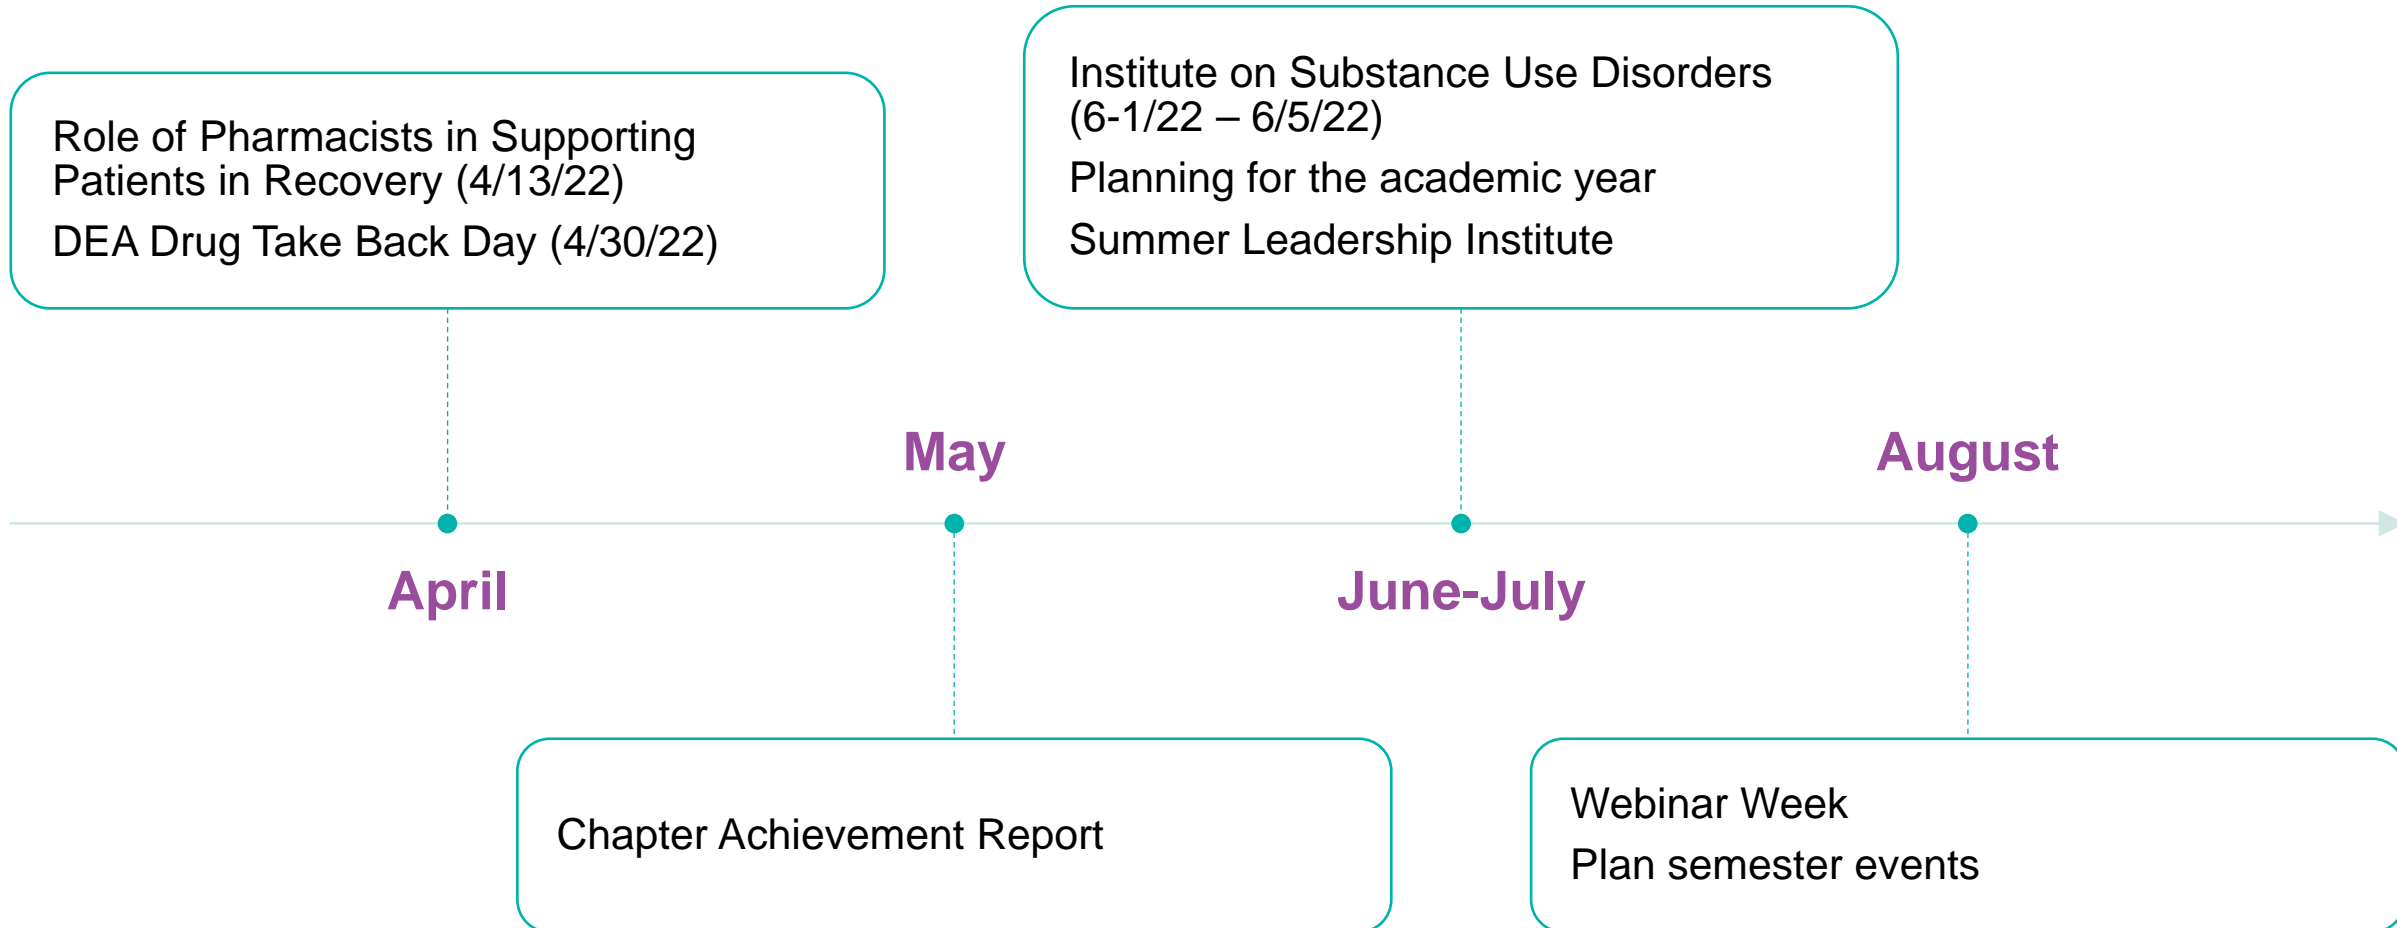 Role of Pharmacists in Supporting
Patients in Recovery (4/13/22)
DEA Drug Take Back Day (4/30/22)
April
May
Chapter Achievement Report
Institute on Substance Use Disorders
(6-1/22 – 6/5/22)
Planning for the academic year
Summer Leadership Institute
June-July
August
Webinar Week
Plan semester events